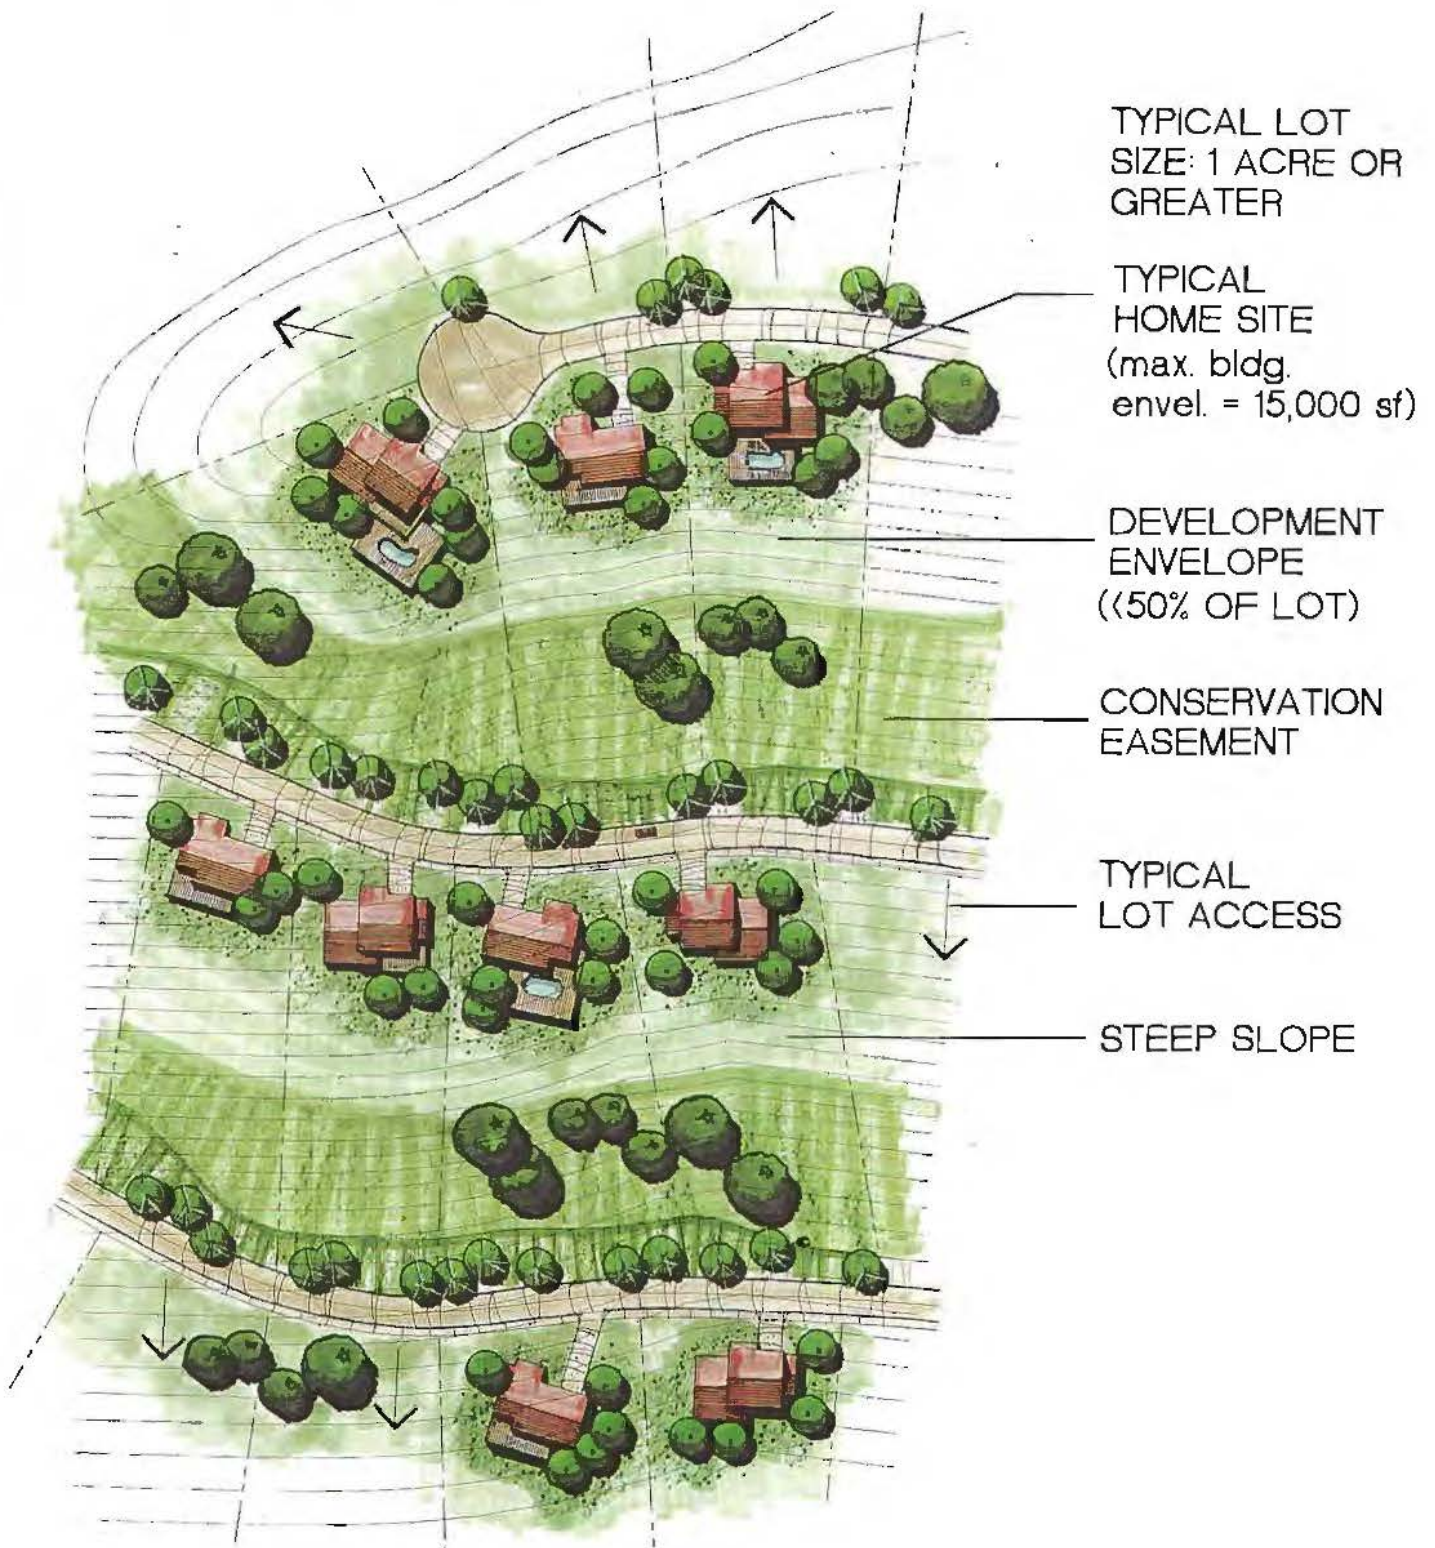 TYPICAL LOT
SIZE: 1 ACRE OR
GREATER
TYPICAL
HOME SITE
(max. bldg.
envel. = 15,000 sf)
DEVELOPMENT
ENVELOPE
((50% OF LOT)
CONSERVATION
EASEMENT
TYPICAL
LOT ACCESS
STEEP SLOPE